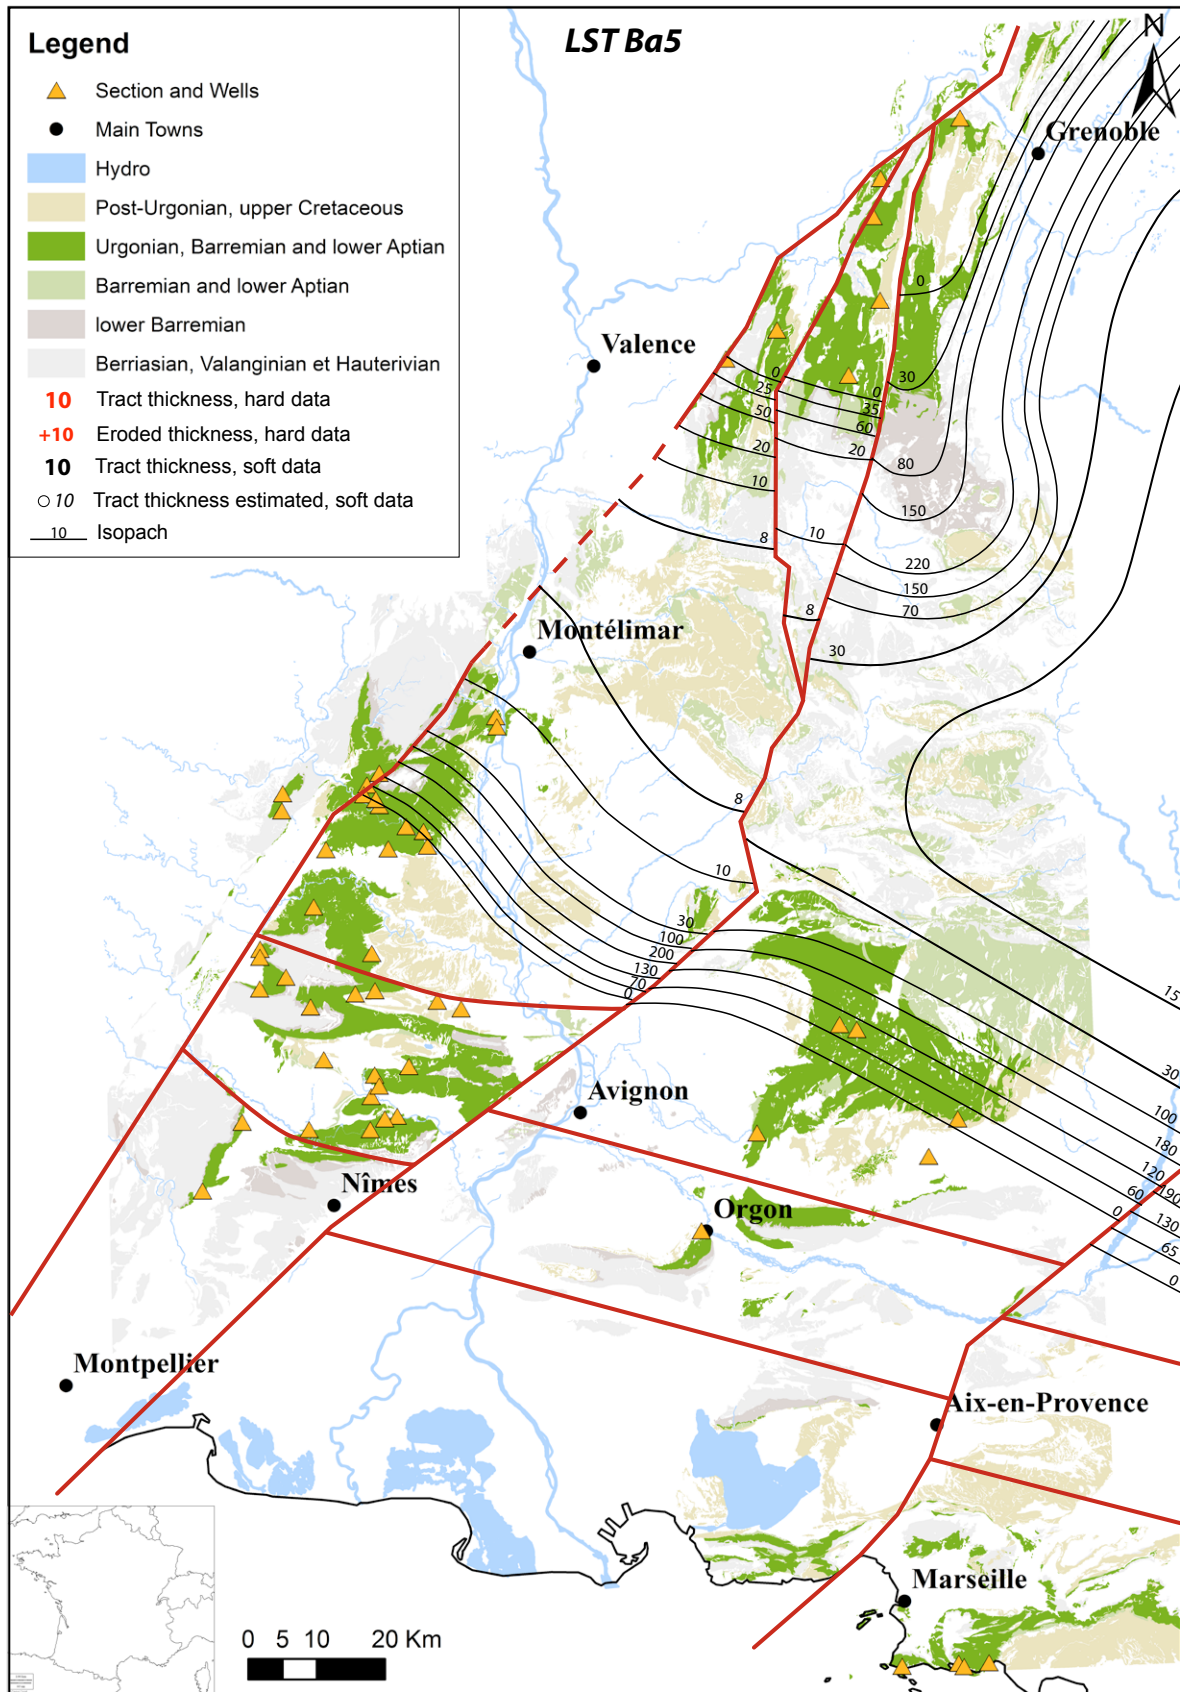 LST Ba5
N
Legend
Section and Wells
Main Towns
Hydro
Post-Urgonian, upper Cretaceous
Urgonian, Barremian and lower Aptian
Barremian and lower Aptian
lower Barremian
Berriasian, Valanginian et Hauterivian
10 Tract thickness, hard data
+10 Eroded thickness, hard data
10 Tract thickness, soft data
10 Tract thickness estimated, soft data
10 Isopach
Grenoble
0
Valence
0
25
50
20
10
8
0
35
60
20
10
8
30
80
150
220
150
70
30
Montélimar
8
10
30
100
200
130
70
0
15
30
100
180
120
190
60
130
0
65
0
Avignon
Nîmes
Orgon
Montpellier
Aix-en-Provence
Marseille
0 5 10 20 Km